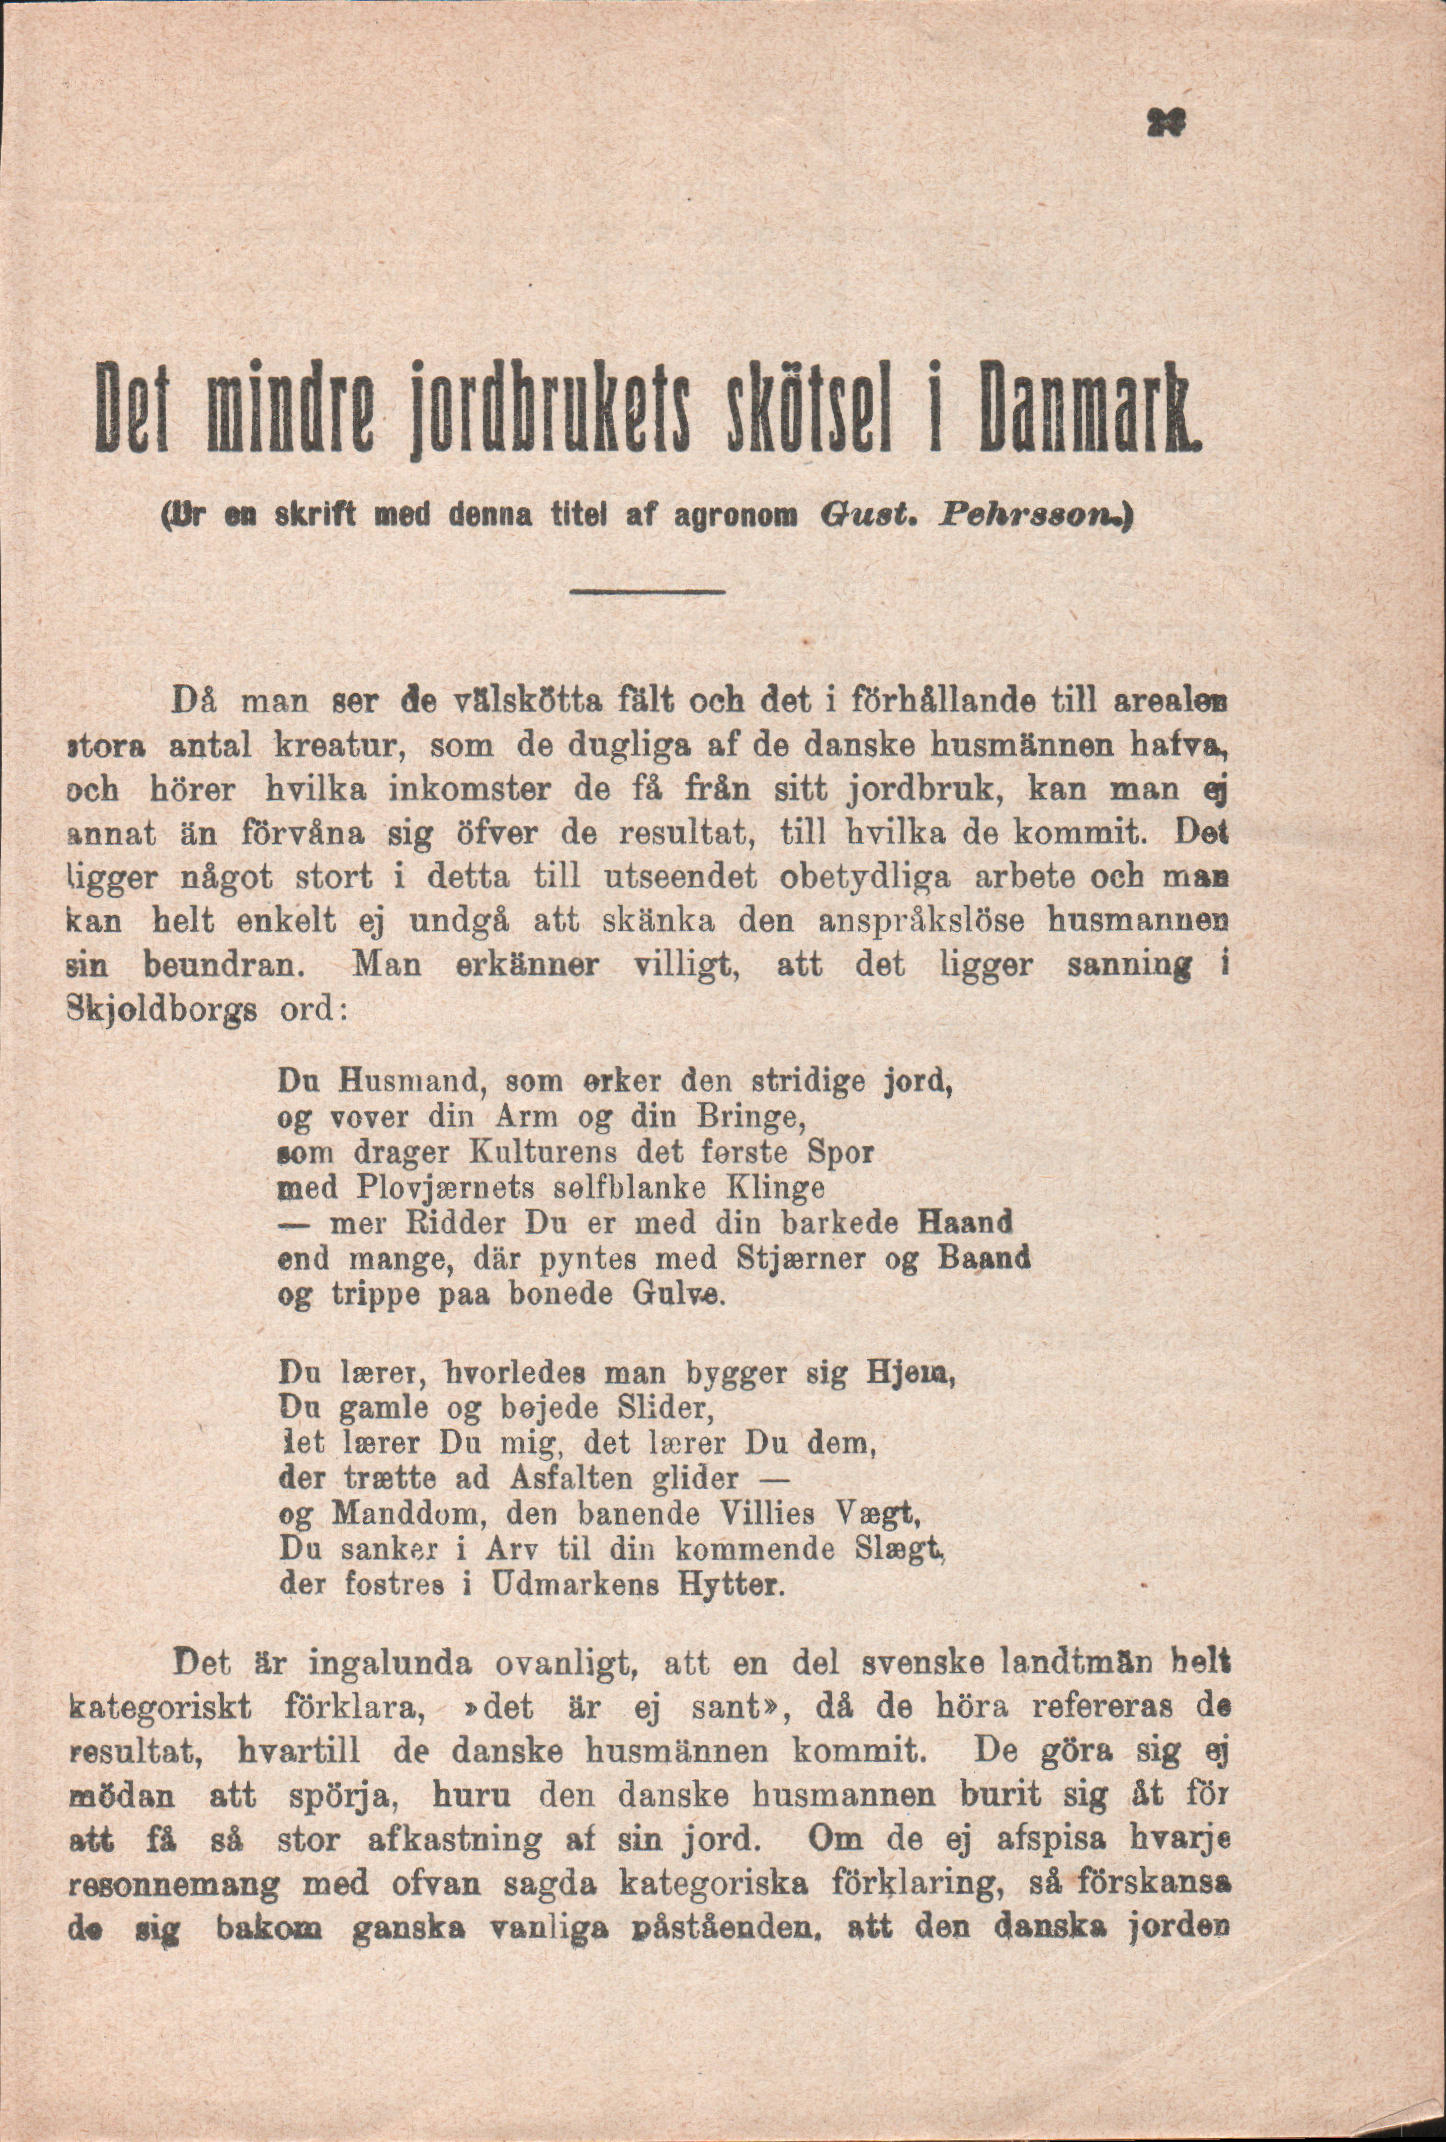 Det mindre jordbrukets skötsel i Danmark.
(Ur en skrift med denna titel af agronom Gust. Pehrsson.)
Då man ser de välskötta fält och det i förhållande till arealen
stora antal kreatur, som de dugliga af de danske husmännen hafva,
och hörer hvilka inkomster de få från sitt jordbruk, kan man ej
annat än förvåna sig öfver de resultat, till hvilka de kommit. Det
ligger något stort i detta till utseendet obetydliga arbete och man
kan helt enkelt ej undgå att skänka den anspråkslöse husmannen
sin beundran. Man erkänner villigt, att det ligger sanning i
Skjoldborgs ord:
Du Husmand, som ørker den stridige jord,
og vover din Arm og din Bringe,
som drager Kulturens det første Spor
med Plovjærnets sølfblanke Klinge
— mer Ridder Du er med din barkede Haand
end mange, där pyntes med Stjærner og Baand
og trippe paa bonede Gulve.
Du lærer, hvorledes man bygger sig Hjem,
Du gamle og bøjede Slider,
let lærer Du mig, det lærer Du dem,
der trætte ad Asfalten glider —
og Manddom, den banende Villies Vægt,
Du sanker i Arv til din kommende Slægt,
der fostres i Udmarkens Hytter.
Det är ingalunda ovanligt, att en del svenske landtmän helt
kategoriskt förklara, »det är ej sant», då de höra refereras de
resultat, hvartill de danske husmännen kommit. De göra sig ej
mödan att spörja, huru den danske husmannen burit sig åt för
att få så stor afkastning af sin jord. Om de ej afspisa hvarje
resonnemang med ofvan sagda kategoriska förklaring, så förskansa
de sig bakom ganska vanliga påståenden, att den danska jorden